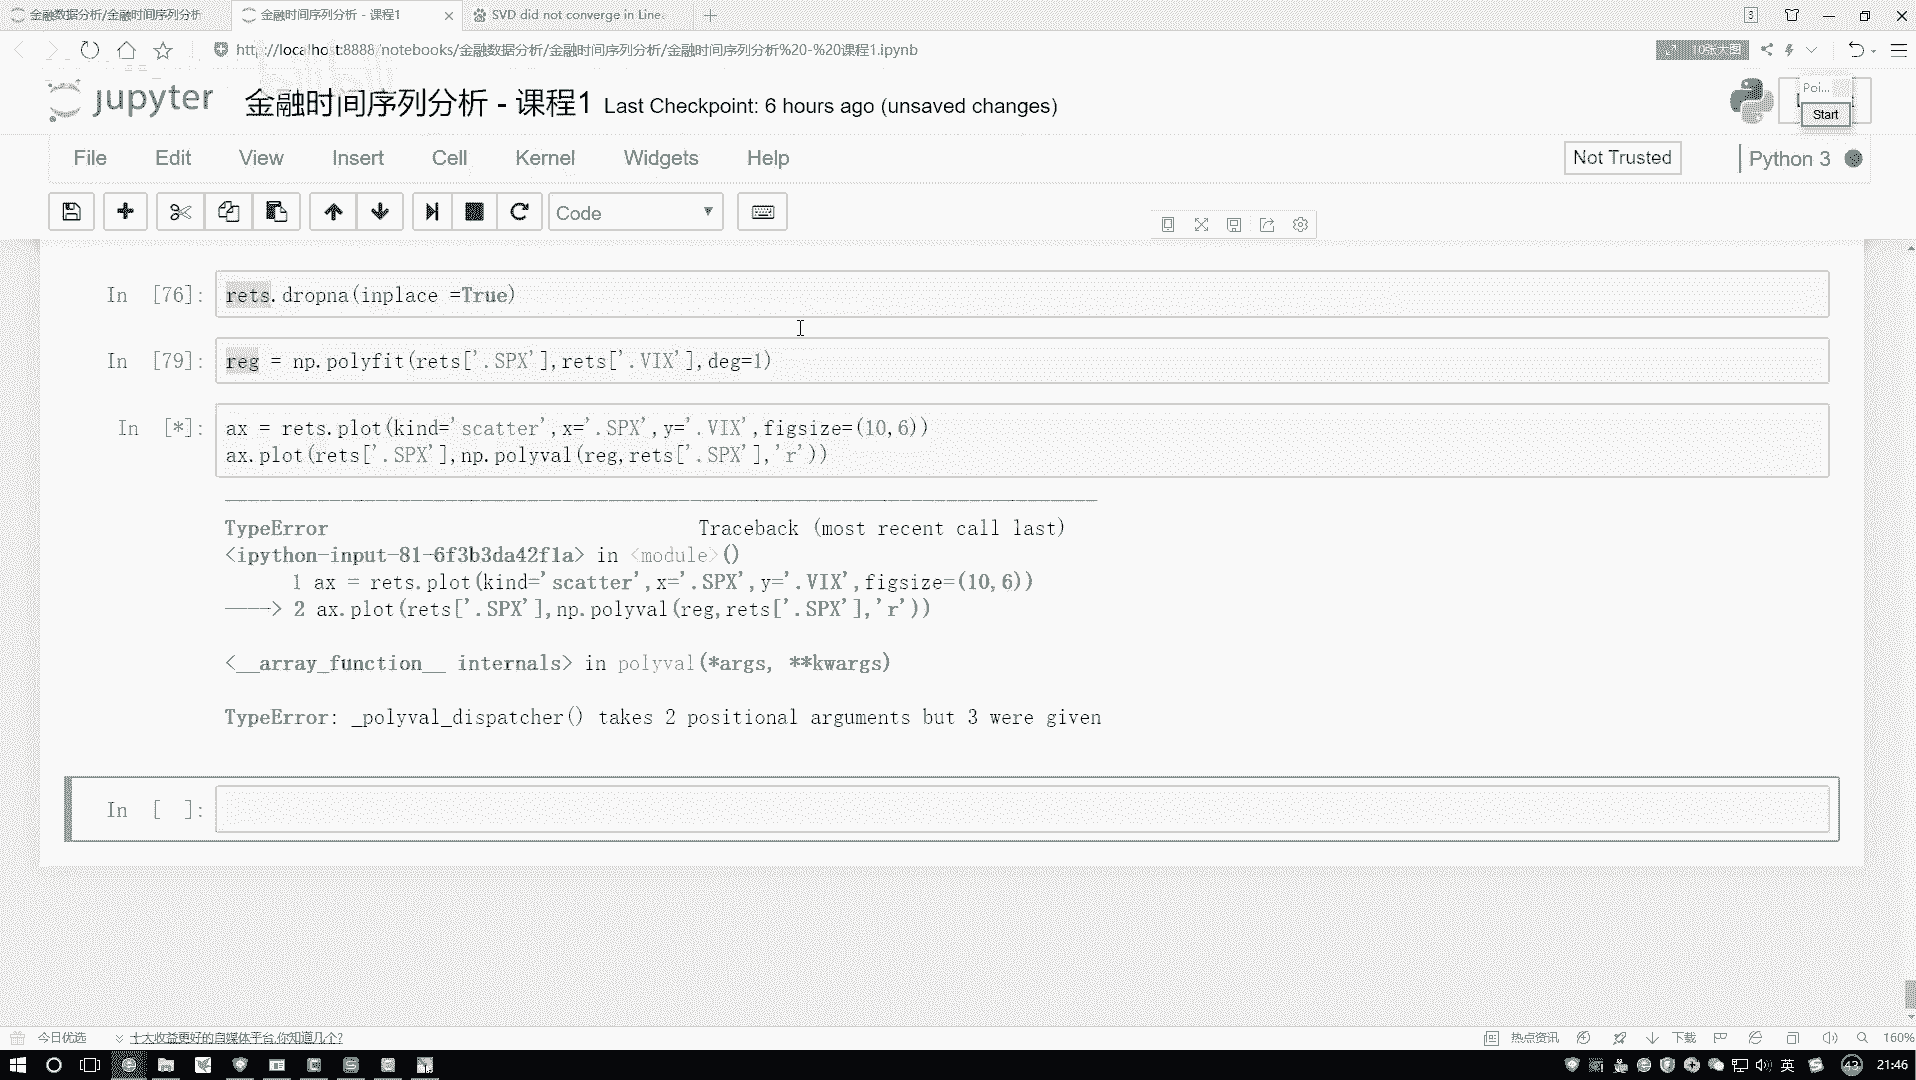 金融数据分析/金融时间序列分析
金融时间序列分析 - 课程1
SVD did not converge in Line.
3
http://localhost:8888/notebooks/金融数据分析/金融时间序列分析/金融时间序列分析%20-%20课程1.ipynb
10张大图
jupyter
金融时间序列分析 - 课程1
Last Checkpoint: 6 hours ago (unsaved changes)
Poi...
Start
File
Edit
View
Insert
Cell
Kernel
Widgets
Help
Not Trusted
Python 3
Code
In [76]:
rets.dropna(inplace =True)
In [79]:
reg = np.polyfit(rets['.SPX'],rets['.VIX'],deg=1)
In [*]:
ax = rets.plot(kind='scatter',x='.SPX',y='.VIX',figsize=(10,6))
ax.plot(rets['.SPX'],np.polyval(reg,rets['.SPX'],'r'))
TypeError Traceback (most recent call last)
<ipython-input-81-6f3b3da42f1a> in <module>()
1 ax = rets.plot(kind='scatter',x='.SPX',y='.VIX',figsize=(10,6))
----> 2 ax.plot(rets['.SPX'],np.polyval(reg,rets['.SPX'],'r'))
<__array_function__ internals> in polyval(*args, **kwargs)
TypeError: _polyval_dispatcher() takes 2 positional arguments but 3 were given
In [ ]:
今日优选
十大收益更好的自媒体平台,你知道几个?
热点资讯
下载
160%
英
43
21:46